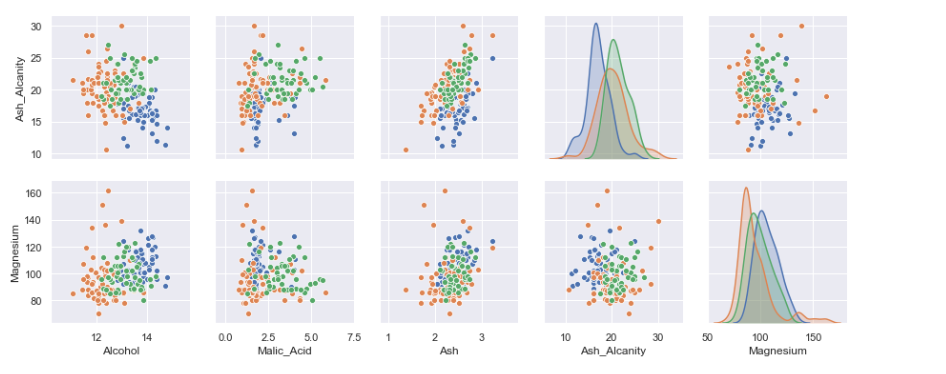 30
25
20
15
10
Ash_Alcanity
160
140
120
100
80
Magnesium
12 14
0.0 2.5 5.0 7.5
1 2 3
10 20 30
50 100 150
Alcohol Malic_Acid Ash Ash_Alcanity Magnesium